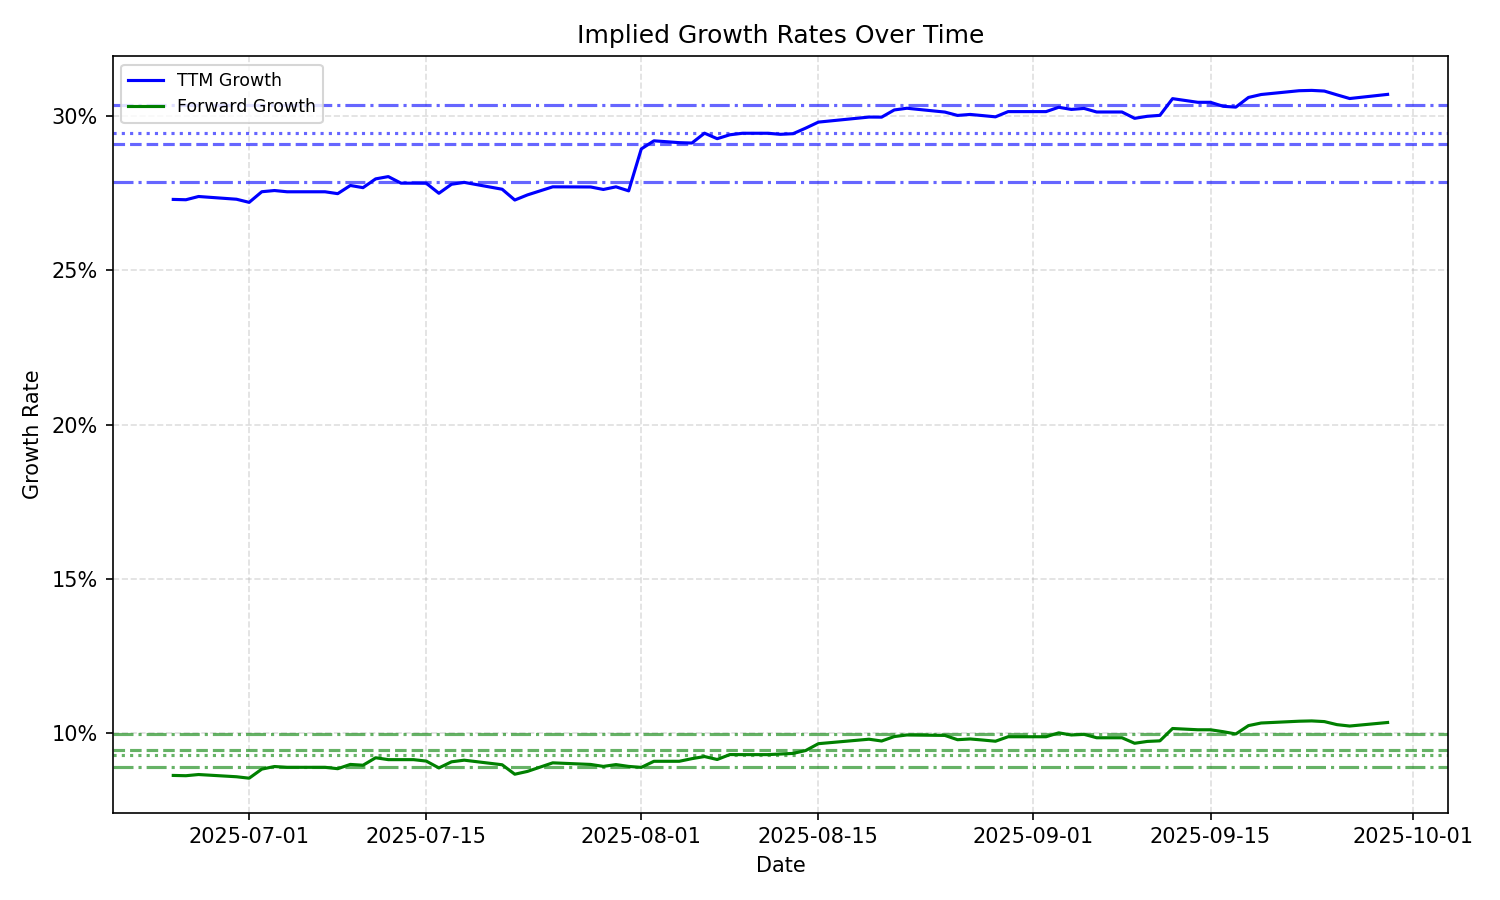 Implied Growth Rates Over Time
TTM Growth
Forward Growth
30%
25%
20%
15%
10%
Growth Rate
2025-07-01 2025-07-15 2025-08-01 2025-08-15 2025-09-01 2025-09-15 2025-10-01
Date